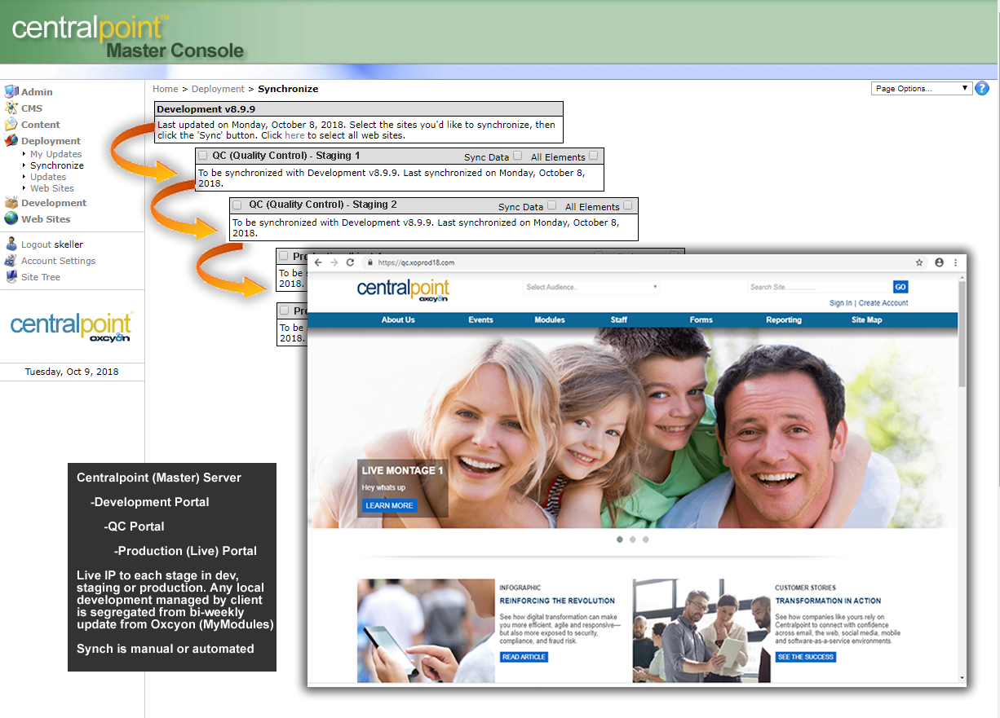 centralpoint™
Master Console
Admin
CMS
Content
Deployment
My Updates
Synchronize
Updates
Web Sites
Development
Web Sites
Logout skeller
Account Settings
Site Tree
centralpoint
oxcyon
Tuesday, Oct 9, 2018
Home > Deployment > Synchronize
Page Options...
?
Development v8.9.9
Last updated on Monday, October 8, 2018. Select the sites you'd like to synchronize, then
click the 'Sync' button. Click here to select all web sites.
QC (Quality Control) - Staging 1 Sync Data All Elements
To be synchronized with Development v8.9.9. Last synchronized on Monday, October 8,
2018.
QC (Quality Control) - Staging 2 Sync Data All Elements
To be synchronized with Development v8.9.9. Last synchronized on Monday, October 8,
2018.
To be
2018.
To be
2018.
https://qc.xoprod18.com
centralpoint
oxcyon
Select Audience..
Search Site............
GO
Sign In | Create Account
About Us Events Modules Staff Forms Reporting Site Map
LIVE MONTAGE 1
Hey whats up
LEARN MORE
INFOGRAPHIC
REINFORCING THE REVOLUTION
See how digital transformation can make
you more efficient, agile and responsive—
but also more exposed to security,
compliance, and fraud risk.
READ ARTICLE
CUSTOMER STORIES
TRANSFORMATION IN ACTION
See how companies like yours rely on
Centralpoint to connect with confidence
across email, the web, social media, mobile
and software-as-a-service environments.
SEE THE SUCCESS
Centralpoint (Master) Server
-Development Portal
-QC Portal
-Production (Live) Portal
Live IP to each stage in dev,
staging or production. Any local
development managed by client
is segregated from bi-weekly
update from Oxcyon (MyModules)
Synch is manual or automated